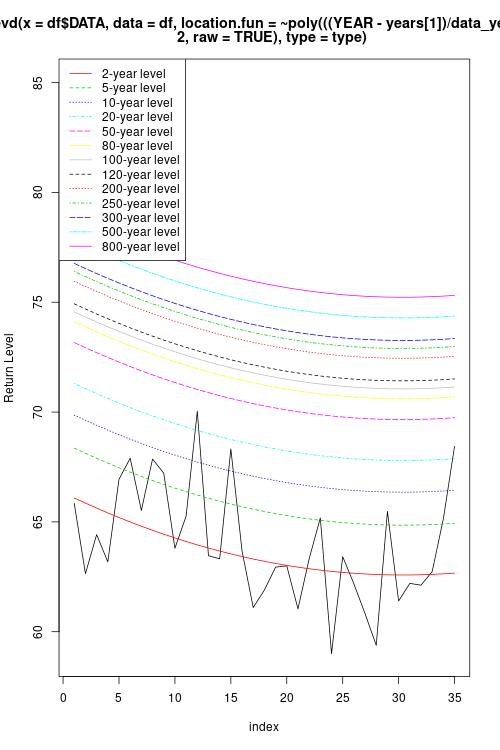 evd(x = df$DATA, data = df, location.fun = ~poly(((YEAR - years[1])/data_ye
2, raw = TRUE), type = type)
85
80
75
70
65
60
Return Level
2-year level
5-year level
10-year level
20-year level
50-year level
80-year level
100-year level
120-year level
200-year level
250-year level
300-year level
500-year level
800-year level
0 5 10 15 20 25 30 35
index